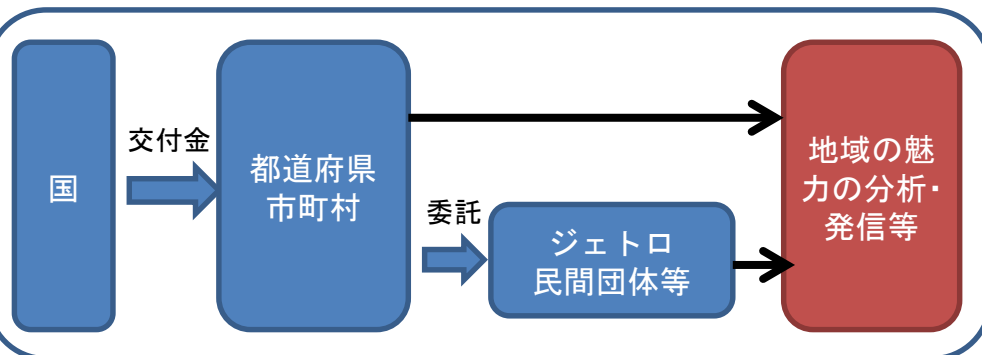 国
交付金
都道府県
市町村
委託
ジェトロ
民間団体等
地域の魅
力の分析・
発信等